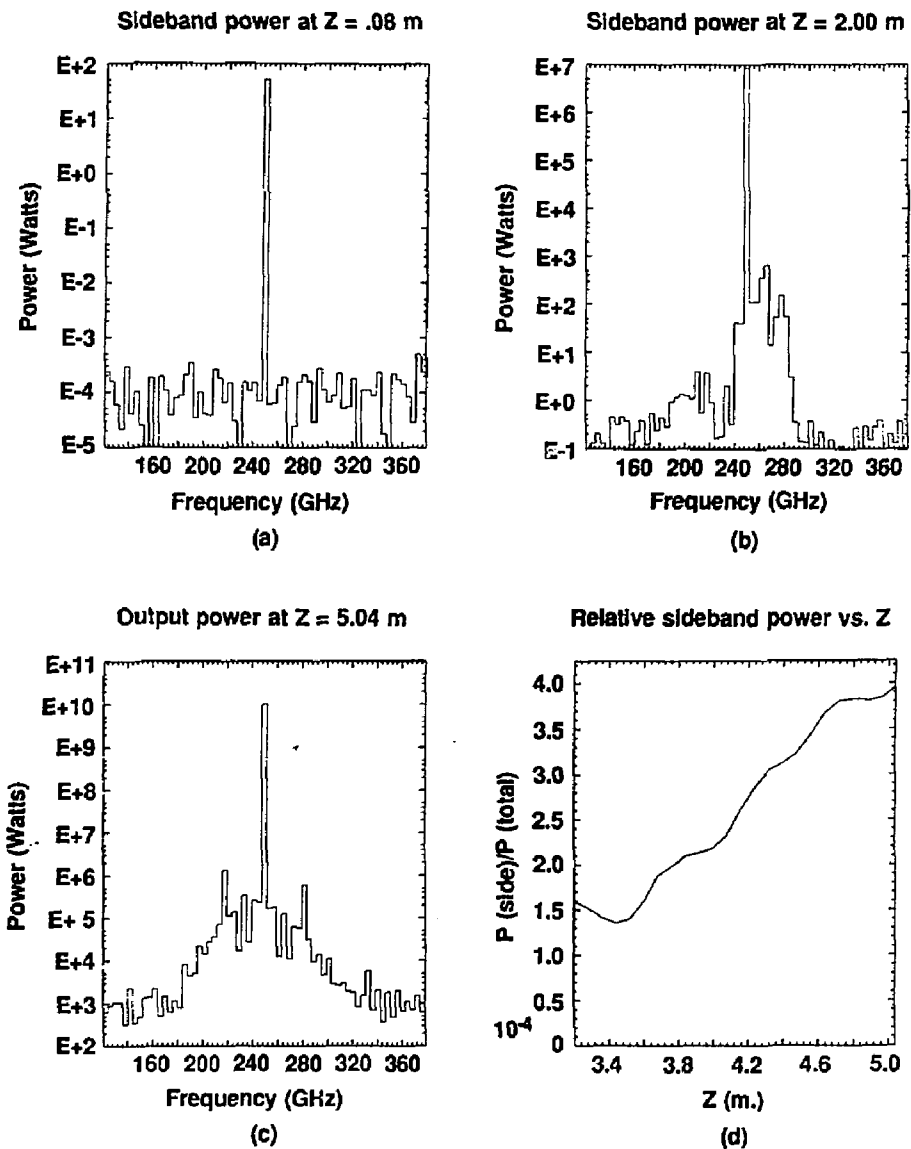 Sideband power at Z = .08 m
E+2
E+1
E+0
E-1
E-2
E-3
E-4
E-5
Power (Watts)
160 200 240 280 320 360
Frequency (GHz)
(a)
Sideband power at Z = 2.00 m
E+7
E+6
E+5
E+4
E+3
E+2
E+1
E+0
E-1
Power (Watts)
160 200 240 280 320 360
Frequency (GHz)
(b)
Output power at Z = 5.04 m
E+11
E+10
E+9
E+8
E+7
E+6
E+5
E+4
E+3
E+2
Power (Watts)
160 200 240 280 320 360
Frequency (GHz)
(c)
Relative sideband power vs. Z
4.0
3.5
3.0
2.5
2.0
1.5
1.0
0.5
0
10-4
P (side)/P (total)
3.4 3.8 4.2 4.6 5.0
Z (m.)
(d)